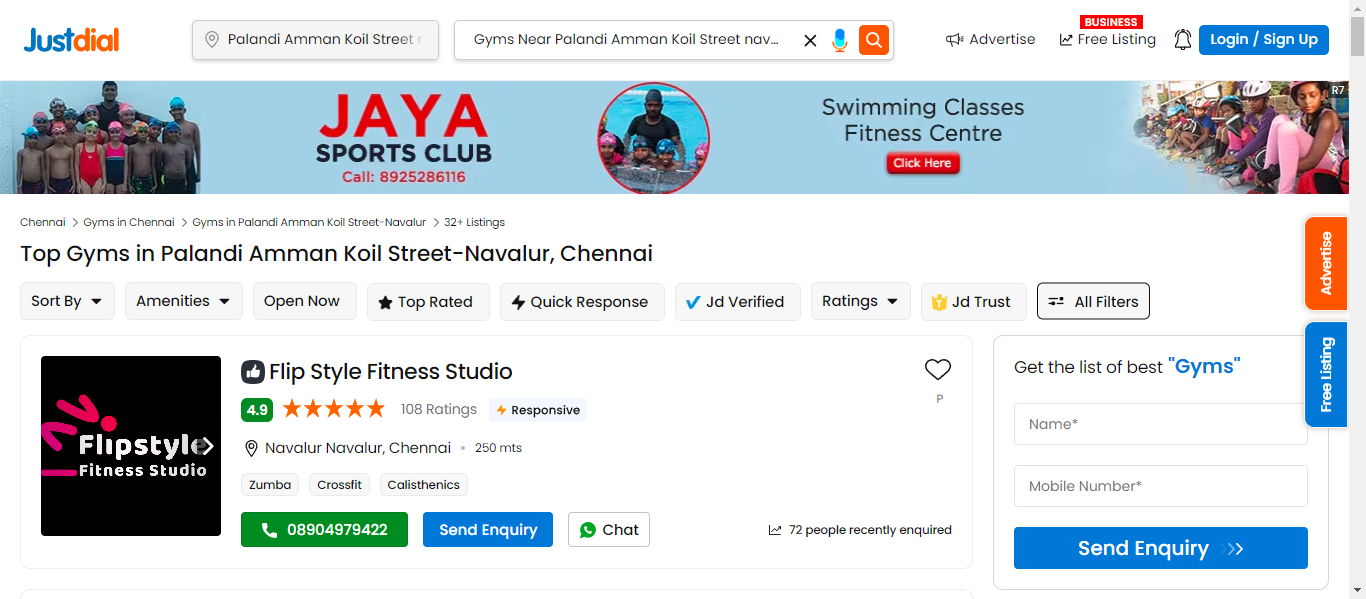 Justdial
Palandi Amman Koil Street
Gyms Near Palandi Amman Koil Street nav...
Advertise
BUSINESS
Free Listing
Login / Sign Up
R7
JAYA
SPORTS CLUB
Call: 8925286116
Swimming Classes
Fitness Centre
Click Here
Chennai > Gyms in Chennai > Gyms in Palandi Amman Koil Street-Navalur > 32+ Listings
Top Gyms in Palandi Amman Koil Street-Navalur, Chennai
Sort By Amenities Open Now Top Rated Quick Response Jd Verified Ratings Jd Trust All Filters
Flipstyle
Fitness Studio
Flip Style Fitness Studio
P
4.9 108 Ratings Responsive
Navalur Navalur, Chennai • 250 mts
Zumba Crossfit Calisthenics
08904979422 Send Enquiry Chat 72 people recently enquired
Get the list of best "Gyms"
Name*
Mobile Number*
Send Enquiry
Advertise
Free Listing